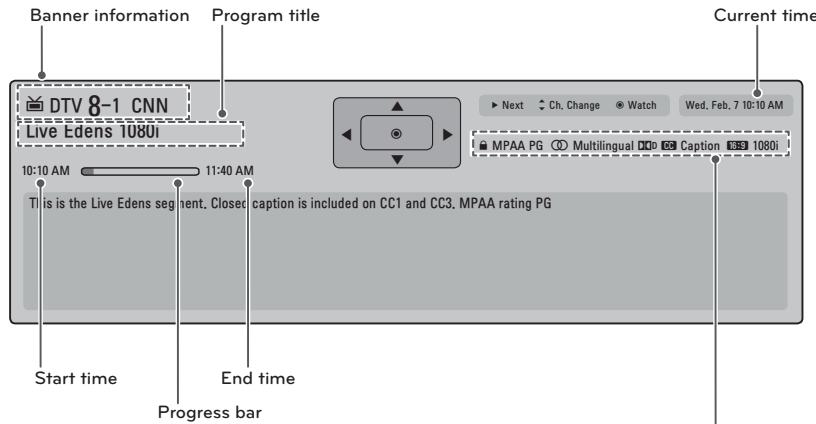 Banner information Program title Current time
DTV 8-1 CNN
▶ Next Ch. Change ◉ Watch Wed. Feb. 7 10:10 AM
Live Edens 1080i
MPAA PG Multilingual DD CC Caption 16:9 1080i
10:10 AM 11:40 AM
This is the Live Edens segment. Closed caption is included on CC1 and CC3. MPAA rating PG
Start time End time
Progress bar